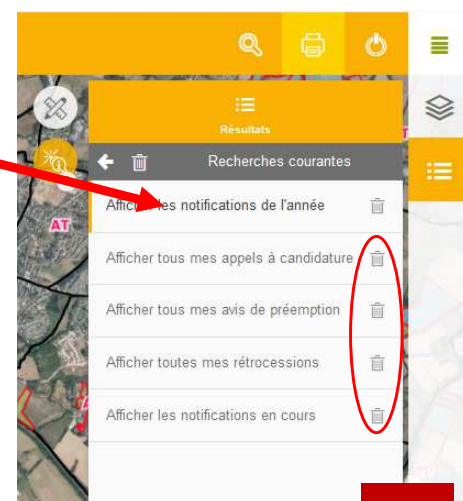 Résultats
Recherches courantes
Afficher les notifications de l'année
Afficher tous mes appels à candidature
Afficher tous mes avis de préemption
Afficher toutes mes rétrocessions
Afficher les notifications en cours
AT